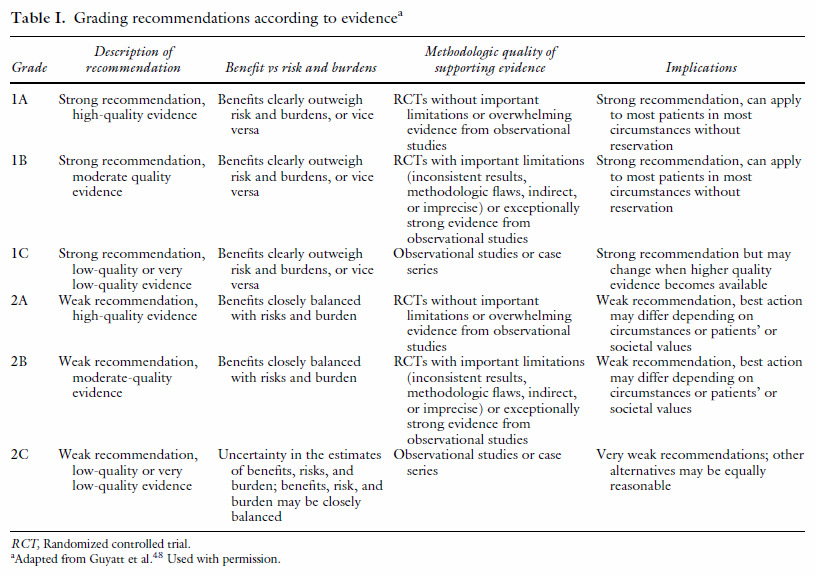 Table I. Grading recommendations according to evidenceᵃ
Grade
Description of
recommendation
Benefit vs risk and burdens
Methodologic quality of
supporting evidence
Implications
1A
Strong recommendation,
high-quality evidence
Benefits clearly outweigh
risk and burdens, or vice
versa
RCTs without important
limitations or overwhelming
evidence from observational
studies
Strong recommendation, can apply
to most patients in most
circumstances without
reservation
1B
Strong recommendation,
moderate quality
evidence
Benefits clearly outweigh
risk and burdens, or vice
versa
RCTs with important limitations
(inconsistent results,
methodologic flaws, indirect,
or imprecise) or exceptionally
strong evidence from
observational studies
Strong recommendation, can apply
to most patients in most
circumstances without
reservation
1C
Strong recommendation,
low-quality or very
low-quality evidence
Benefits clearly outweigh
risk and burdens, or vice
versa
Observational studies or case
series
Strong recommendation but may
change when higher quality
evidence becomes available
2A
Weak recommendation,
high-quality evidence
Benefits closely balanced
with risks and burden
RCTs without important
limitations or overwhelming
evidence from observational
studies
Weak recommendation, best action
may differ depending on
circumstances or patients' or
societal values
2B
Weak recommendation,
moderate-quality
evidence
Benefits closely balanced
with risks and burden
RCTs with important limitations
(inconsistent results,
methodologic flaws, indirect,
or imprecise) or exceptionally
strong evidence from
observational studies
Weak recommendation, best action
may differ depending on
circumstances or patients' or
societal values
2C
Weak recommendation,
low-quality or very
low-quality evidence
Uncertainty in the estimates
of benefits, risks, and
burden; benefits, risk, and
burden may be closely
balanced
Observational studies or case
series
Very weak recommendations; other
alternatives may be equally
reasonable
RCT, Randomized controlled trial.
ᵃAdapted from Guyatt et al.⁴⁸ Used with permission.